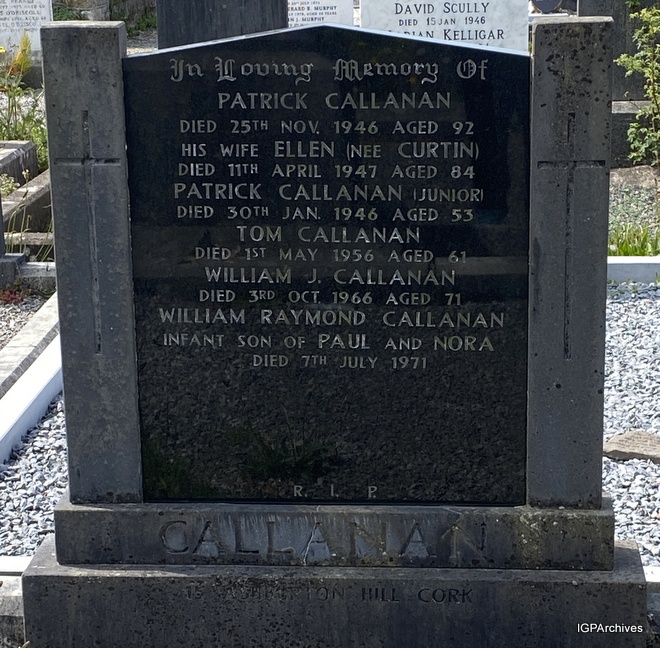 DAVID SCULLY
DIED 15 JAN 1946
KELLIGAR
In Loving Memory Of
PATRICK CALLANAN
DIED 25TH NOV. 1946 AGED 92
HIS WIFE ELLEN (NEE CURTIN)
DIED 11TH APRIL 1947 AGED 84
PATRICK CALLANAN (JUNIOR)
DIED 30TH JAN. 1946 AGED 53
TOM CALLANAN
DIED 1ST MAY 1956 AGED 61
WILLIAM J. CALLANAN
DIED 3RD OCT 1966 AGED 71
WILLIAM RAYMOND CALLANAN
INFANT SON OF PAUL AND NORA
DIED 7TH JULY 1971
R. I. P.
CALLANAN
15 ASHBURTON HILL CORK
IGPArchives